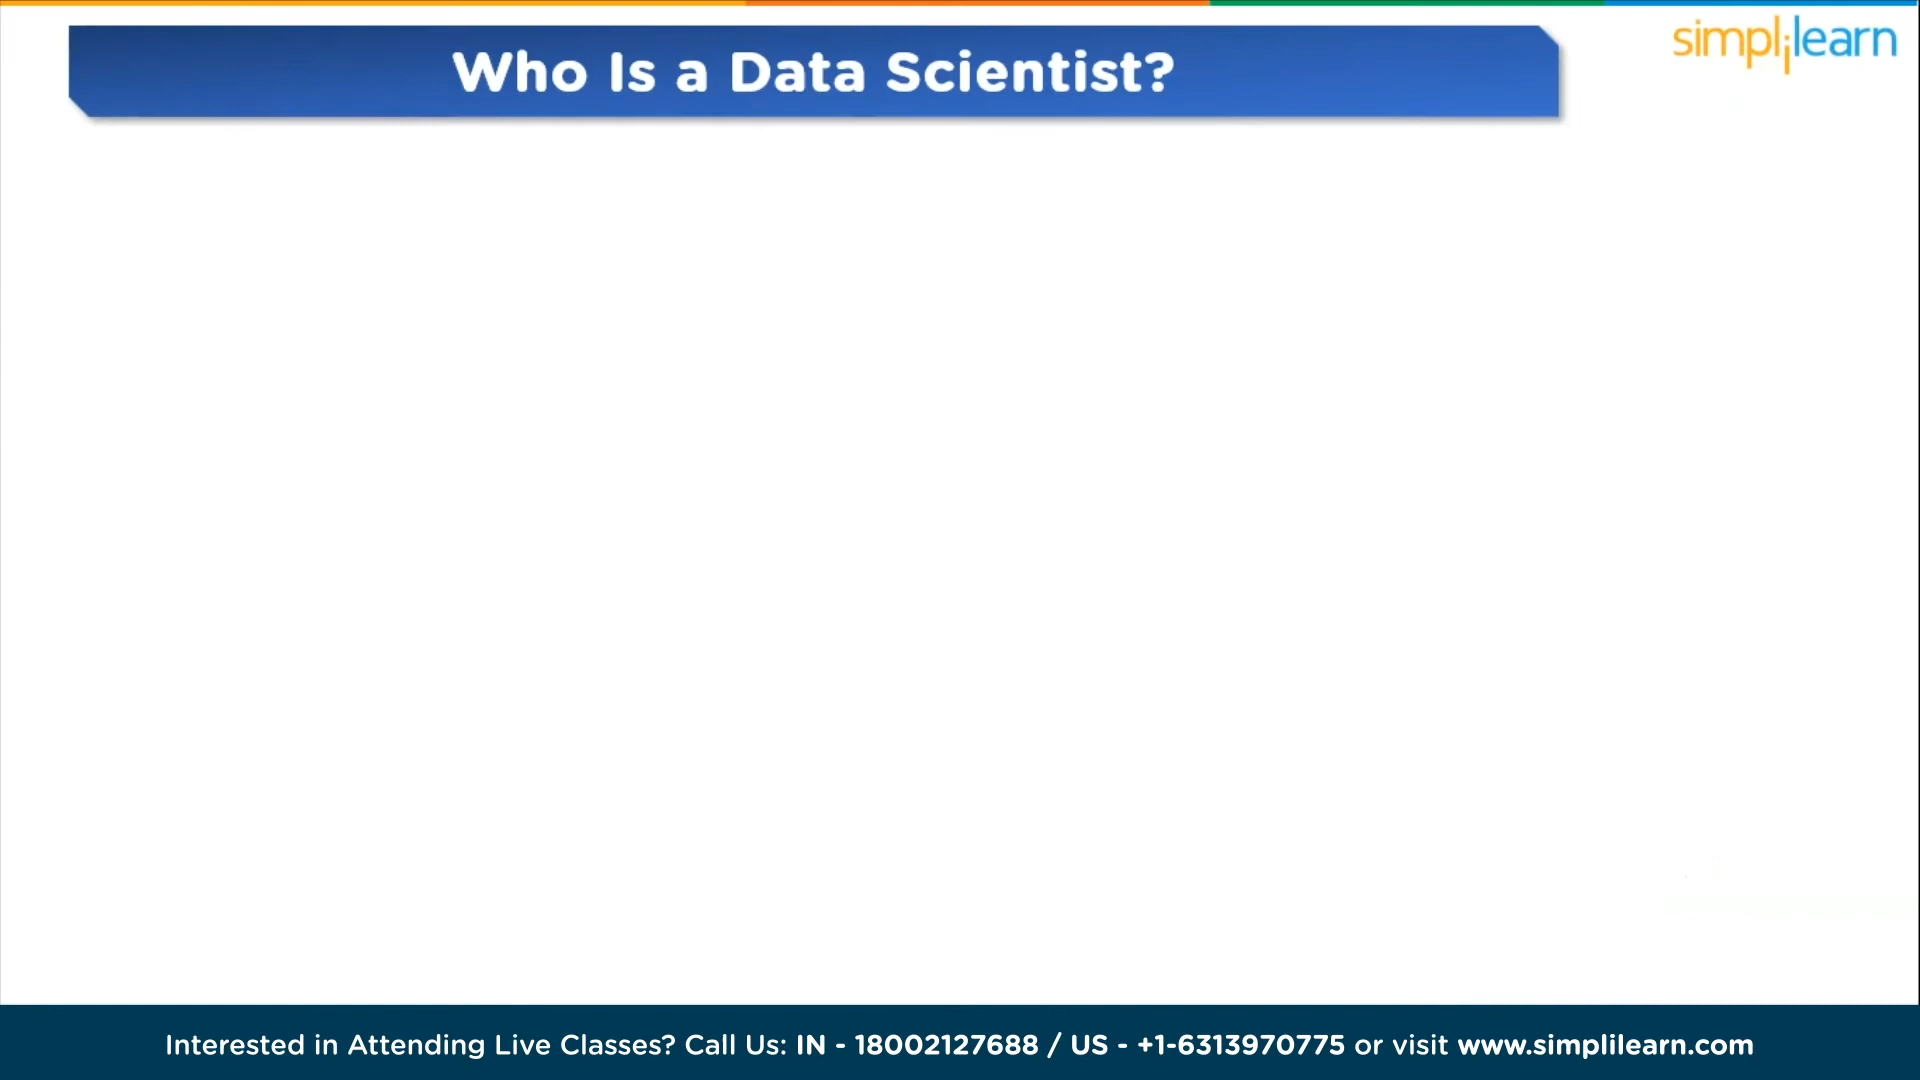 Who Is a Data Scientist?
simplilearn
Interested in Attending Live Classes? Call Us: IN - 18002127688 / US - +1-6313970775 or visit www.simplilearn.com